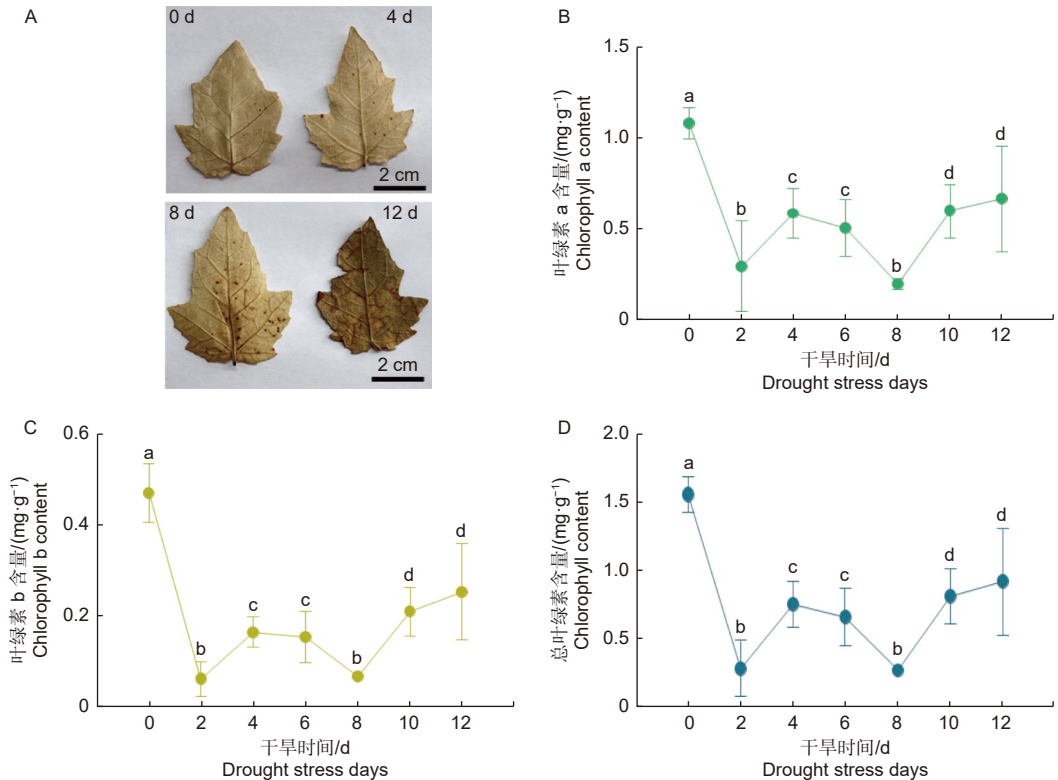 A
0 d
4 d
2 cm
8 d
12 d
2 cm
B
叶绿素 a 含量/(mg·g⁻¹)
Chlorophyll a content
1.5
1.0
0.5
0
a
b
c
c
b
d
d
0 2 4 6 8 10 12
干旱时间/d
Drought stress days
C
叶绿素 b 含量/(mg·g⁻¹)
Chlorophyll b content
0.6
0.4
0.2
0
a
b
c
c
b
d
d
0 2 4 6 8 10 12
干旱时间/d
Drought stress days
D
总叶绿素含量/(mg·g⁻¹)
Chlorophyll content
2.0
1.5
1.0
0.5
0
a
b
c
c
b
d
d
0 2 4 6 8 10 12
干旱时间/d
Drought stress days